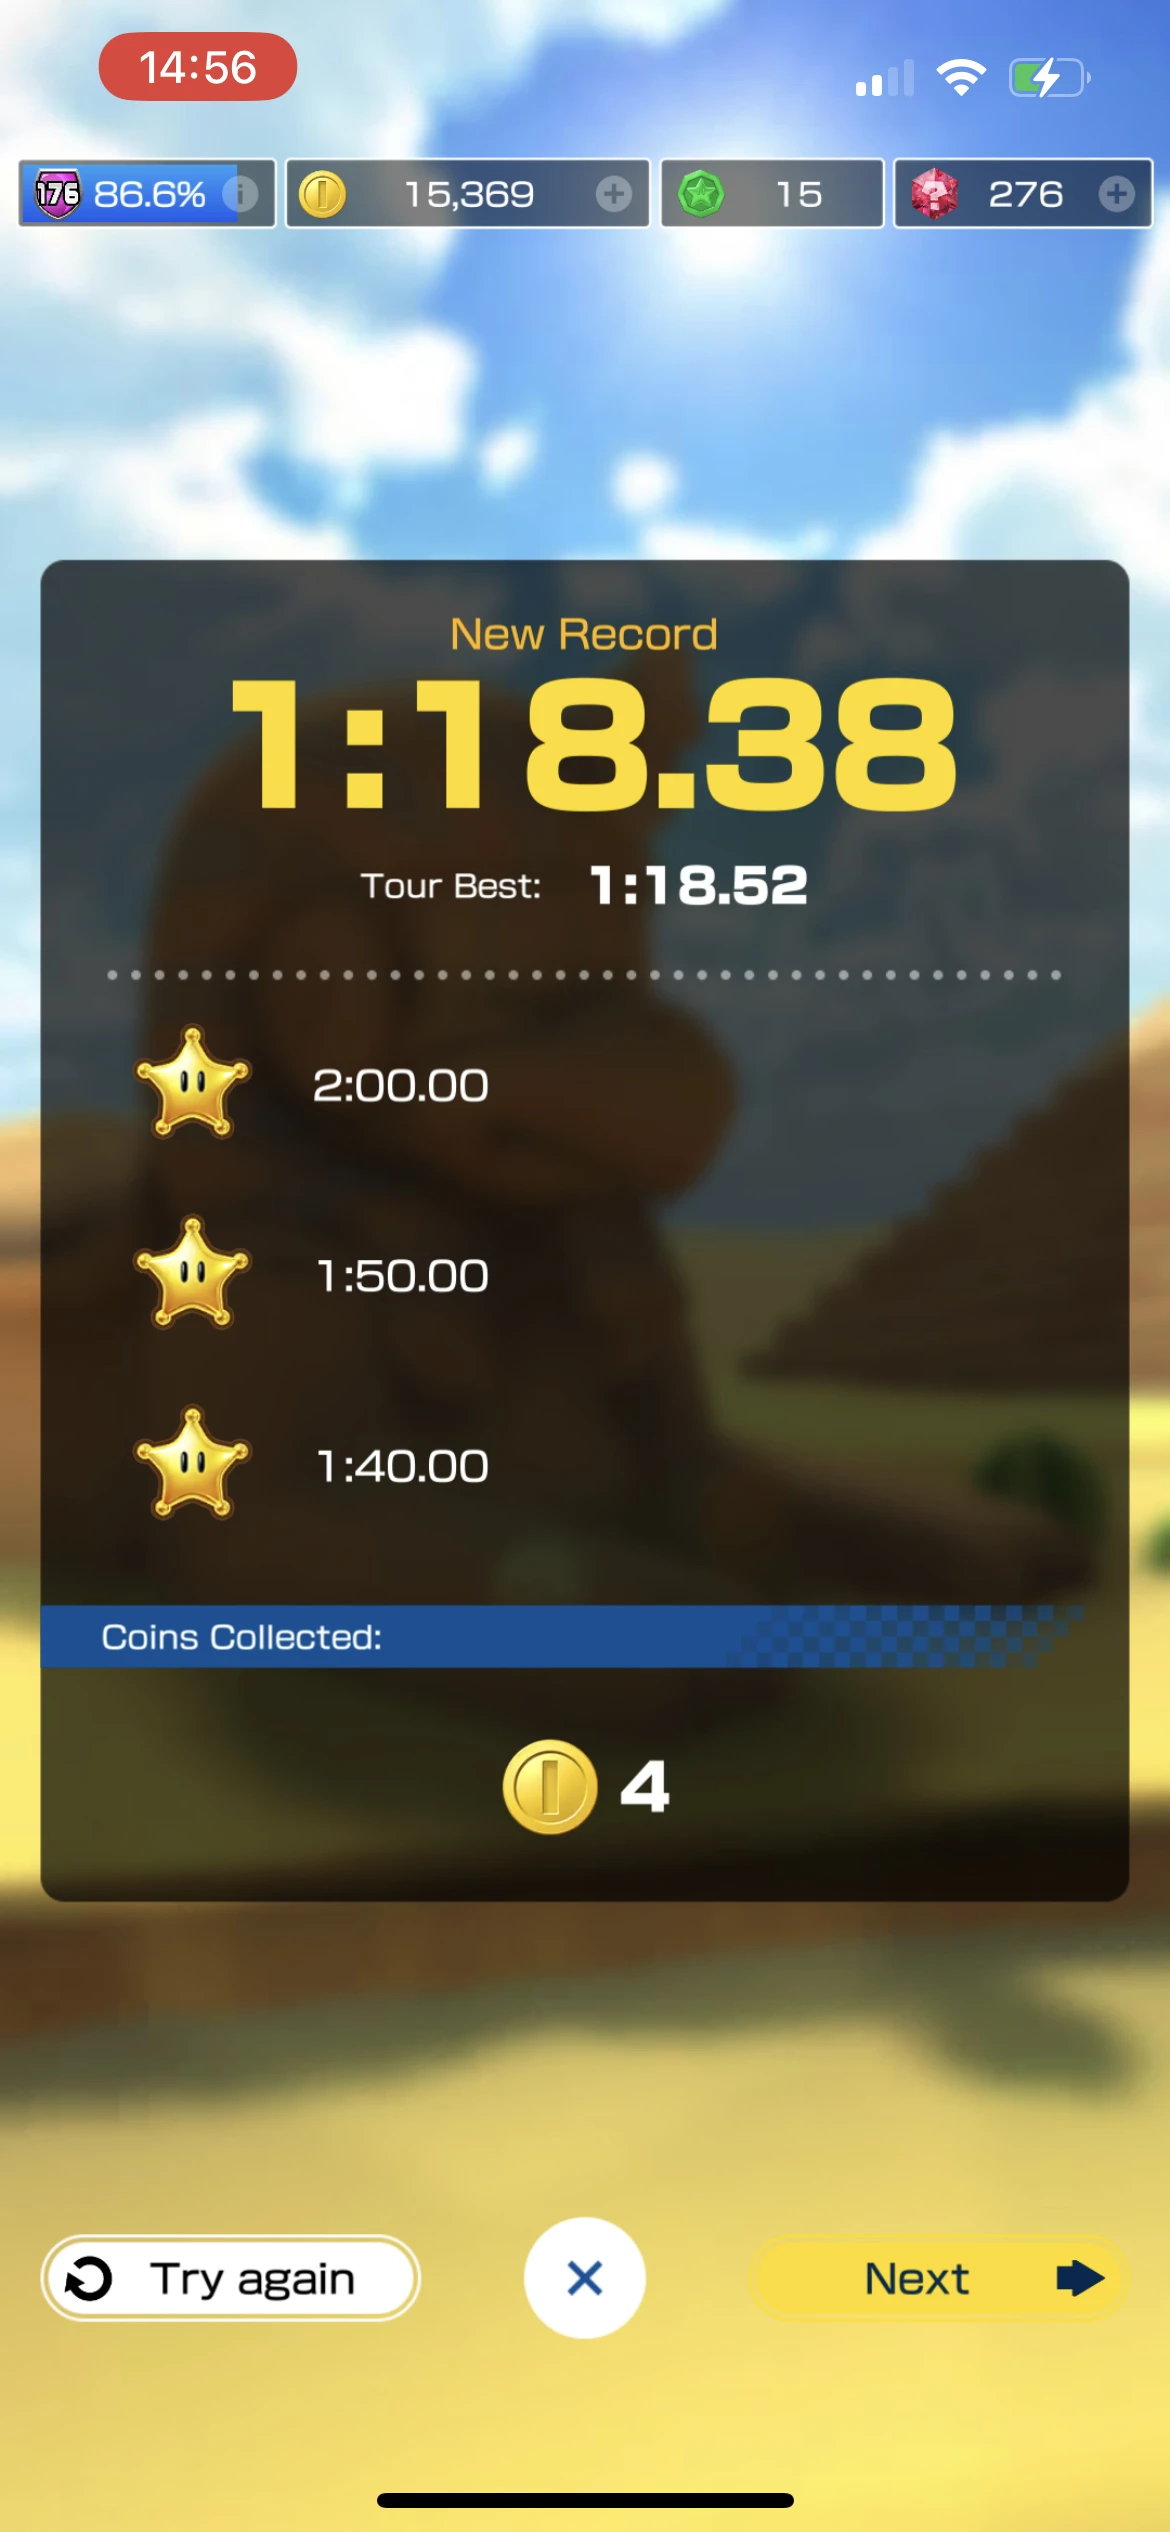 14:56
176 86.6% i 15,369 15 276
New Record
1:18.38
Tour Best: 1:18.52
2:00.00
1:50.00
1:40.00
Coins Collected:
4
Try again × Next